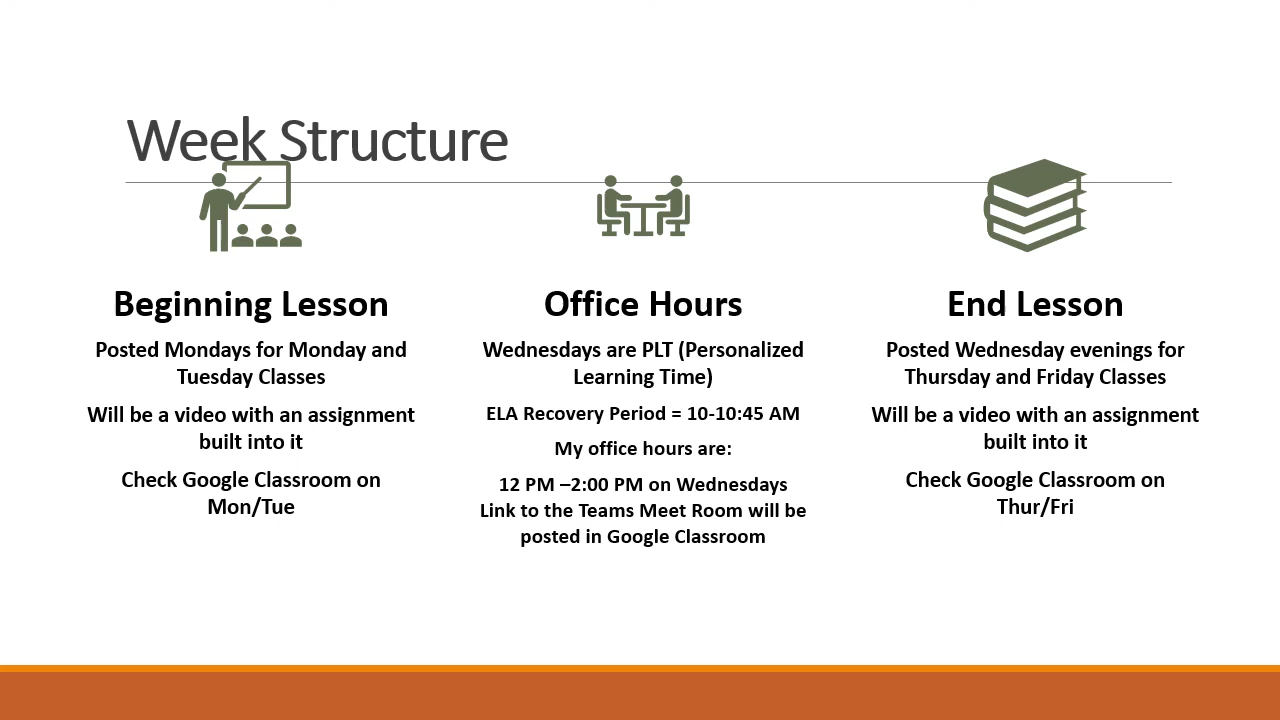 Week Structure
Beginning Lesson
Posted Mondays for Monday and
Tuesday Classes
Will be a video with an assignment
built into it
Check Google Classroom on
Mon/Tue
Office Hours
Wednesdays are PLT (Personalized
Learning Time)
ELA Recovery Period = 10-10:45 AM
My office hours are:
12 PM –2:00 PM on Wednesdays
Link to the Teams Meet Room will be
posted in Google Classroom
End Lesson
Posted Wednesday evenings for
Thursday and Friday Classes
Will be a video with an assignment
built into it
Check Google Classroom on
Thur/Fri